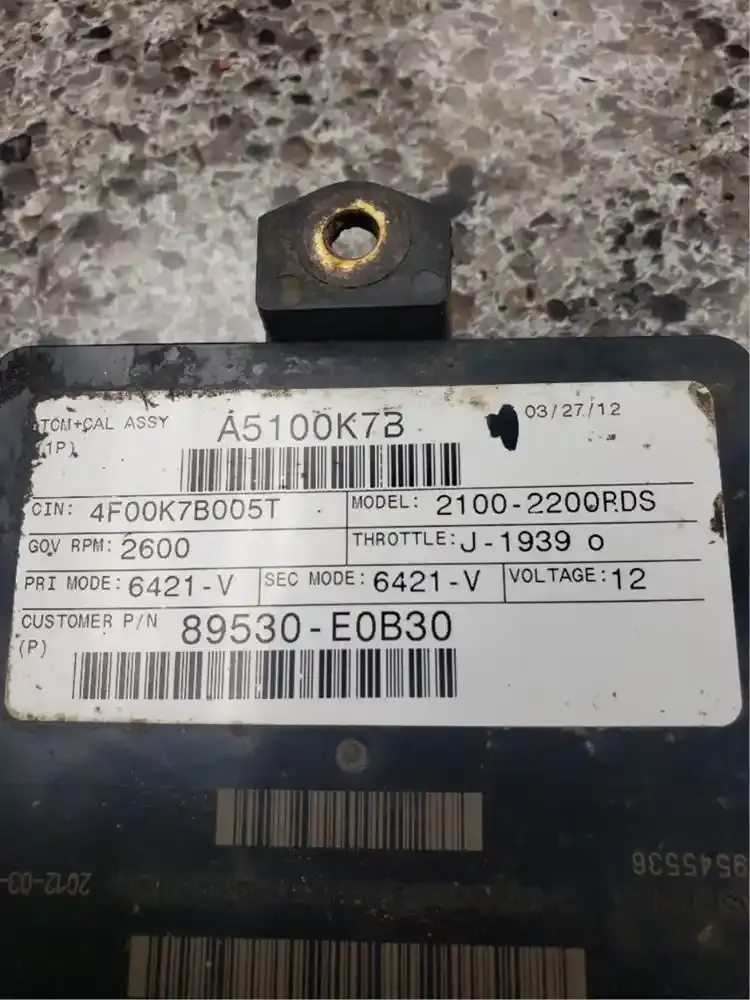 TCM+CAL ASSY A5100K7B 03/27/12
(1P)
CIN: 4F00K7B005T MODEL: 2100-2200RDS
GOV RPM: 2600 THROTTLE: J-1939 o
PRI MODE: 6421-V SEC MODE: 6421-V VOLTAGE: 12
CUSTOMER P/N 89530-E0B30
(P)
9545536
2012-03-